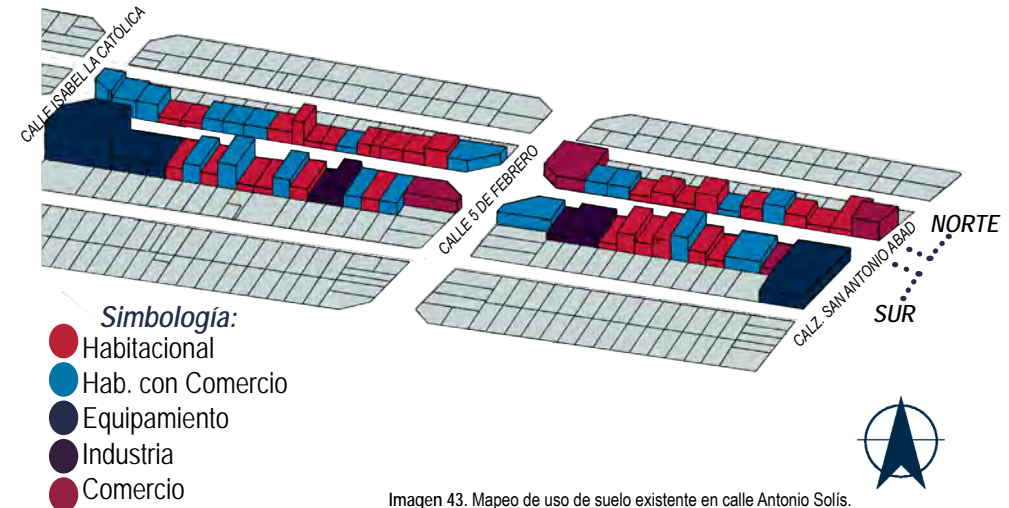 CALLE ISABEL LA CATÓLICA
CALLE 5 DE FEBRERO
CALZ. SAN ANTONIO ABAD
NORTE
SUR
Simbología:
Habitacional
Hab. con Comercio
Equipamiento
Industria
Comercio
Imagen 43. Mapeo de uso de suelo existente en calle Antonio Solís.